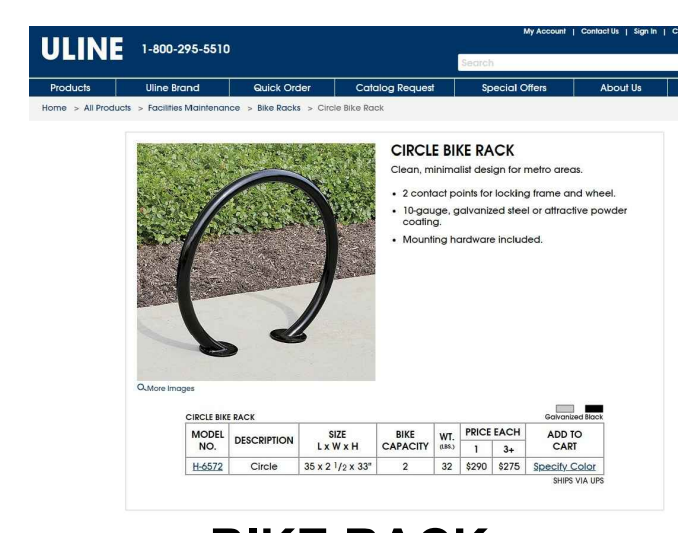 My Account | Contact Us | Sign In | C
ULINE 1-800-295-5510
Search
Products Uline Brand Quick Order Catalog Request Special Offers About Us
Home > All Products > Facilities Maintenance > Bike Racks > Circle Bike Rack
CIRCLE BIKE RACK
Clean, minimalist design for metro areas.
• 2 contact points for locking frame and wheel.
• 10-gauge, galvanized steel or attractive powder
coating.
• Mounting hardware included.
More Images
CIRCLE BIKE RACK
Galvanized Black
MODEL NO. DESCRIPTION SIZE L x W x H BIKE CAPACITY WT. (LBS.) PRICE EACH 1 3+ ADD TO CART
H-6572 Circle 35 x 2 1/2 x 33" 2 32 $290 $275 Specify Color
SHIPS VIA UPS
BIKE RACK